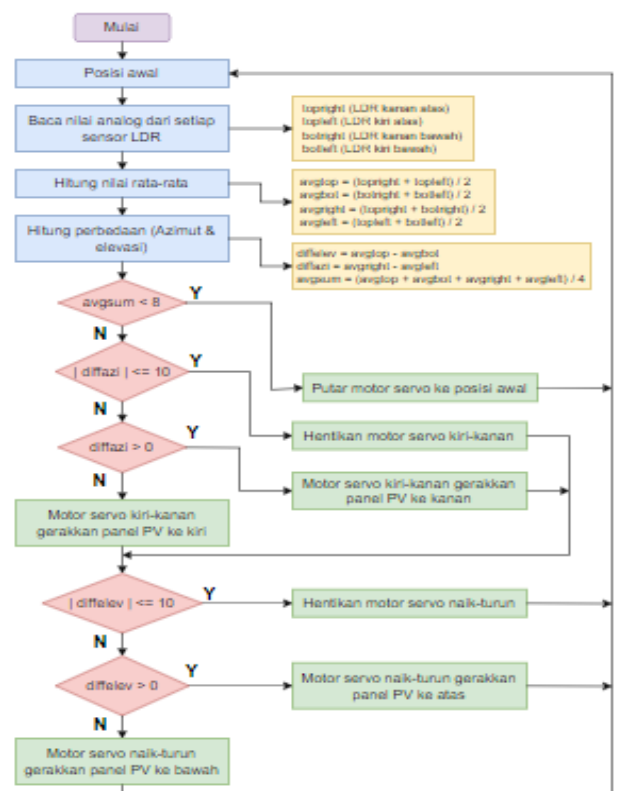 Mulai
Posisi awal
Baca nilai analog dari setiap
sensor LDR
topright (LDR kanan atas)
topleft (LDR kiri atas)
botright (LDR kanan bawah)
botleft (LDR kiri bawah)
Hitung nilai rata-rata
avgtop = (topright + topleft) / 2
avgbot = (botright + botleft) / 2
avgright = (topright + botright) / 2
avgleft = (topleft + botleft) / 2
Hitung perbedaan (Azimut &
elevasi)
diffelev = avgtop - avgbot
diffazi = avgright - avgleft
avgsum = (avgtop + avgbot + avgright + avgleft) / 4
avgsum < 8
Y
N
| diffazi | <= 10
Y
Putar motor servo ke posisi awal
N
Hentikan motor servo kiri-kanan
diffazi > 0
Y
Motor servo kiri-kanan gerakkan
panel PV ke kanan
N
Motor servo kiri-kanan
gerakkan panel PV ke kiri
| diffelev | <= 10
Y
Hentikan motor servo naik-turun
N
diffelev > 0
Y
Motor servo naik-turun gerakkan
panel PV ke atas
N
Motor servo naik-turun
gerakkan panel PV ke bawah